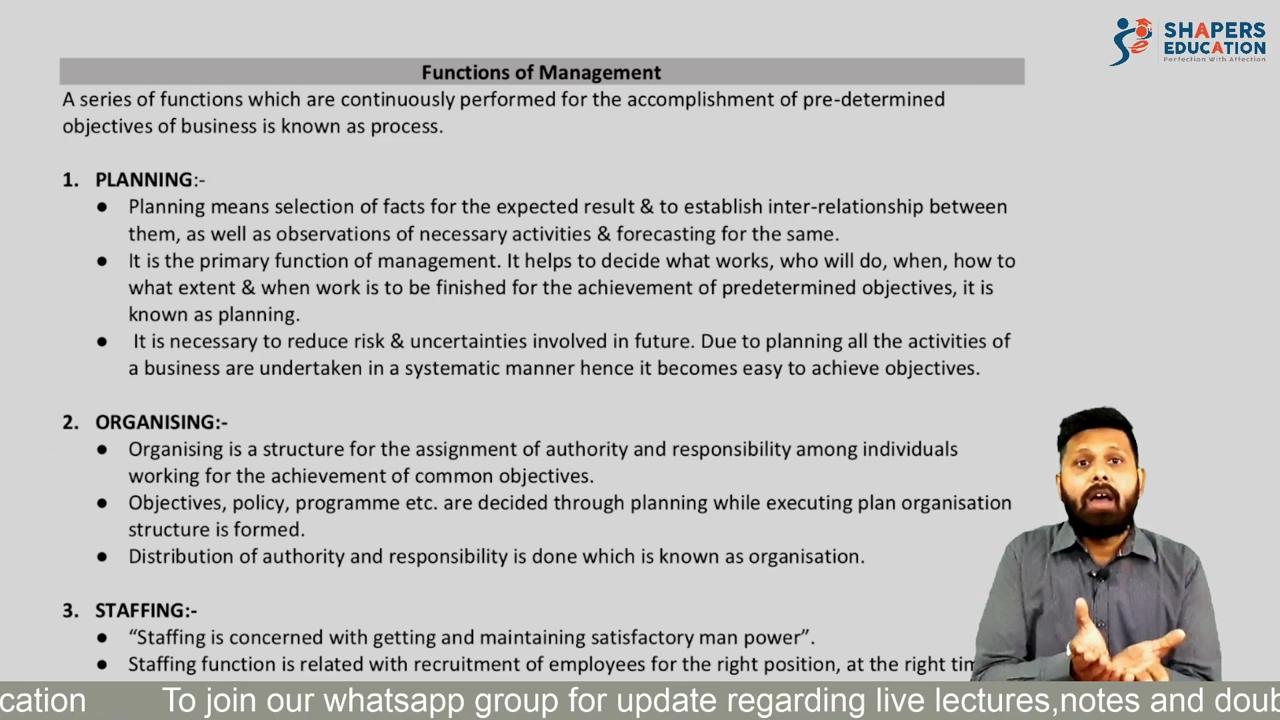 SHAPERS
EDUCATION
Perfection With Affection
Functions of Management
A series of functions which are continuously performed for the accomplishment of pre-determined
objectives of business is known as process.
1. PLANNING:-
● Planning means selection of facts for the expected result & to establish inter-relationship between
them, as well as observations of necessary activities & forecasting for the same.
● It is the primary function of management. It helps to decide what works, who will do, when, how to
what extent & when work is to be finished for the achievement of predetermined objectives, it is
known as planning.
● It is necessary to reduce risk & uncertainties involved in future. Due to planning all the activities of
a business are undertaken in a systematic manner hence it becomes easy to achieve objectives.
2. ORGANISING:-
● Organising is a structure for the assignment of authority and responsibility among individuals
working for the achievement of common objectives.
● Objectives, policy, programme etc. are decided through planning while executing plan organisation
structure is formed.
● Distribution of authority and responsibility is done which is known as organisation.
3. STAFFING:-
● “Staffing is concerned with getting and maintaining satisfactory man power”.
● Staffing function is related with recruitment of employees for the right position, at the right tim
cation To join our whatsapp group for update regarding live lectures,notes and doub